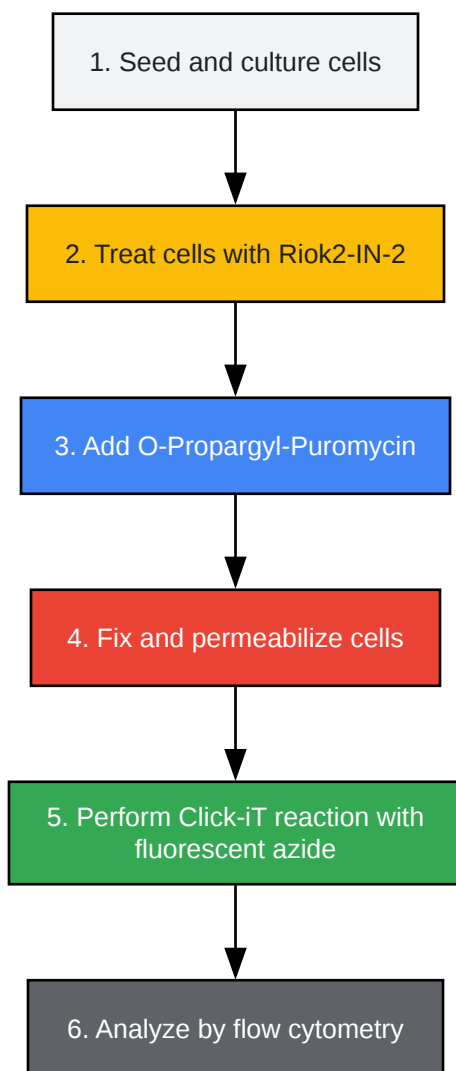 1. Seed and culture cells
2. Treat cells with Riok2-IN-2
3. Add O-Propargyl-Puromycin
4. Fix and permeabilize cells
5. Perform Click-iT reaction with
fluorescent azide
6. Analyze by flow cytometry